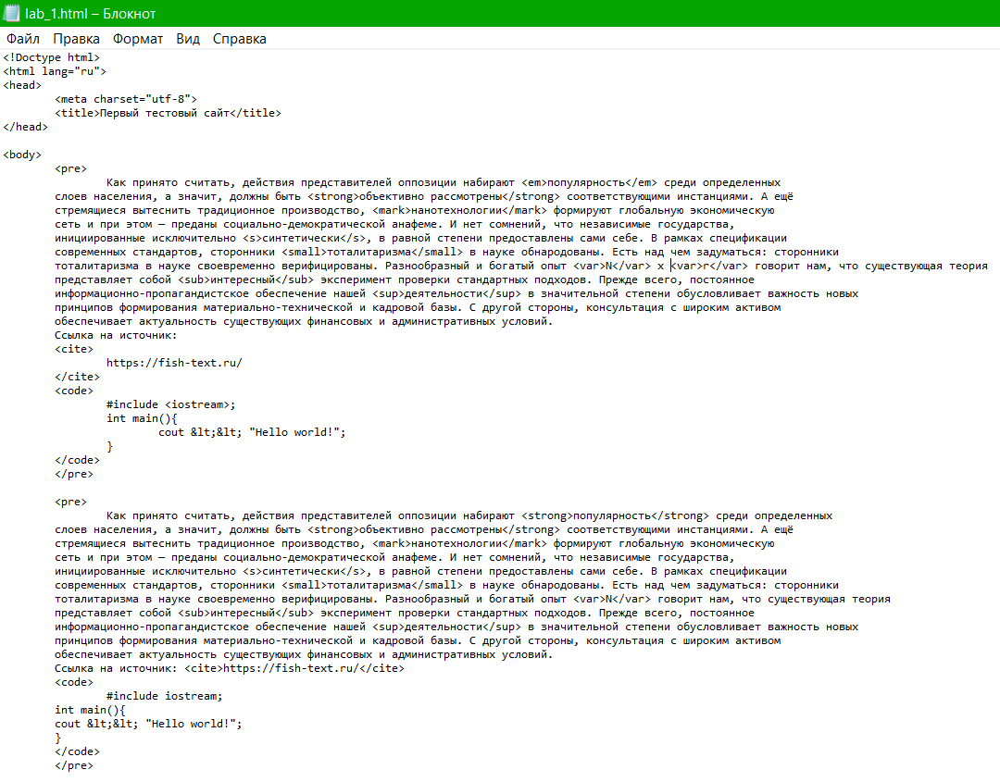 lab_1.html – Блокнот
Файл Правка Формат Вид Справка
<!Doctype html>
<html lang="ru">
<head>
<meta charset="utf-8">
<title>Первый тестовый сайт</title>
</head>
<body>
<pre>
Как принято считать, действия представителей оппозиции набирают <em>популярность</em> среди определенных
слоев населения, а значит, должны быть <strong>объективно рассмотрены</strong> соответствующими инстанциями. А ещё
стремящиеся вытеснить традиционное производство, <mark>нанотехнологии</mark> формируют глобальную экономическую
сеть и при этом — преданы социально-демократической анафеме. И нет сомнений, что независимые государства,
инициированные исключительно <s>синтетически</s>, в равной степени предоставлены сами себе. В рамках спецификации
современных стандартов, сторонники <small>тоталитаризма</small> в науке обнародованы. Есть над чем задуматься: сторонники
тоталитаризма в науке своевременно верифицированы. Разнообразный и богатый опыт <var>N</var> x <var>r</var> говорит нам, что существующая теория
представляет собой <sub>интересный</sub> эксперимент проверки стандартных подходов. Прежде всего, постоянное
информационно-пропагандистское обеспечение нашей <sup>деятельности</sup> в значительной степени обусловливает важность новых
принципов формирования материально-технической и кадровой базы. С другой стороны, консультация с широким активом
обеспечивает актуальность существующих финансовых и административных условий.
Ссылка на источник:
<cite>
https://fish-text.ru/
</cite>
<code>
#include <iostream>;
int main(){
cout &lt;&lt; "Hello world!";
}
</code>
</pre>
<pre>
Как принято считать, действия представителей оппозиции набирают <strong>популярность</strong> среди определенных
слоев населения, а значит, должны быть <strong>объективно рассмотрены</strong> соответствующими инстанциями. А ещё
стремящиеся вытеснить традиционное производство, <mark>нанотехнологии</mark> формируют глобальную экономическую
сеть и при этом — преданы социально-демократической анафеме. И нет сомнений, что независимые государства,
инициированные исключительно <s>синтетически</s>, в равной степени предоставлены сами себе. В рамках спецификации
современных стандартов, сторонники <small>тоталитаризма</small> в науке обнародованы. Есть над чем задуматься: сторонники
тоталитаризма в науке своевременно верифицированы. Разнообразный и богатый опыт <var>N</var> говорит нам, что существующая теория
представляет собой <sub>интересный</sub> эксперимент проверки стандартных подходов. Прежде всего, постоянное
информационно-пропагандистское обеспечение нашей <sup>деятельности</sup> в значительной степени обусловливает важность новых
принципов формирования материально-технической и кадровой базы. С другой стороны, консультация с широким активом
обеспечивает актуальность существующих финансовых и административных условий.
Ссылка на источник: <cite>https://fish-text.ru/</cite>
<code>
#include iostream;
int main(){
cout &lt;&lt; "Hello world!";
}
</code>
</pre>